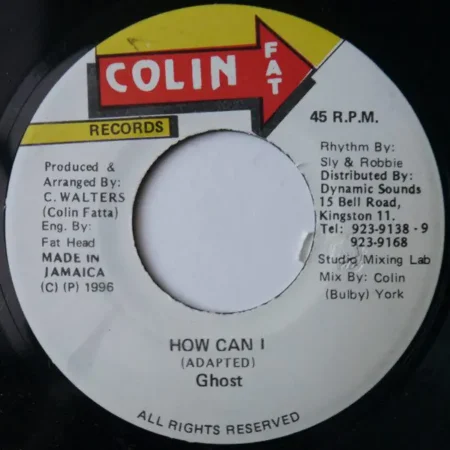 COLIN
FAT
RECORDS
45 R.P.M.
Produced &
Arranged By:
C. WALTERS
(Colin Fatta)
Eng. By:
Fat Head
MADE IN
JAMAICA
(C) (P) 1996
Rhythm By:
Sly & Robbie
Distributed By:
Dynamic Sounds
15 Bell Road,
Kingston 11.
Tel: 923-9138 - 9
923-9168
Studio Mixing Lab
Mix By: Colin
(Bulby) York
HOW CAN I
(ADAPTED)
Ghost
ALL RIGHTS RESERVED